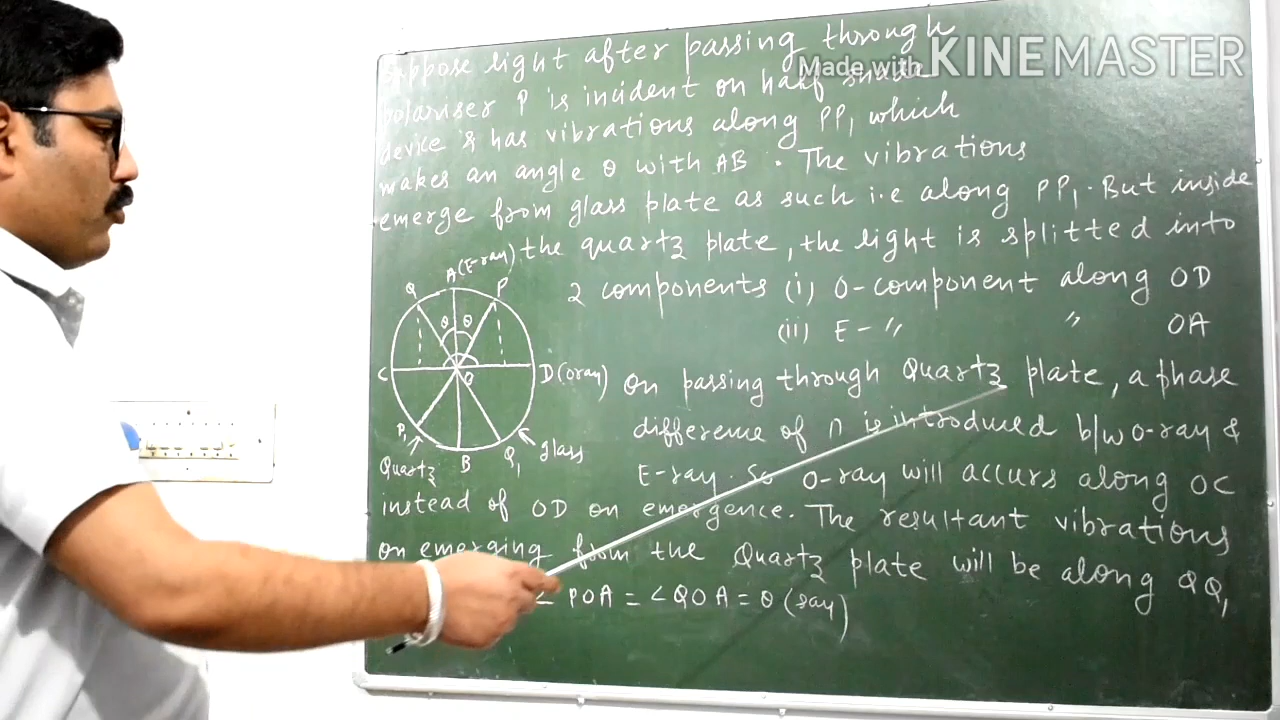 Suppose light after passing through
Made with KINEMASTER
polariser P is incident on half shade
device & has vibrations along PP₁ which
makes an angle θ with AB. The vibrations
emerge from glass plate as such i.e along PP₁. But inside
the quartz plate, the light is splitted into
2 components (i) O-component along OD
(ii) E-〃 〃 OA
A (E-ray)
Q
P
θ θ
C
O
D (O ray)
P₁
B
Q₁
Quartz
glass
On passing through Quartz plate, a phase
difference of π is introduced b/w O-ray &
E-ray. So O-ray will accurs along OC
instead of OD on emergence. The resultant vibrations
on emerging from the Quartz plate will be along QQ₁
∠ POA = ∠ QOA = θ (say)